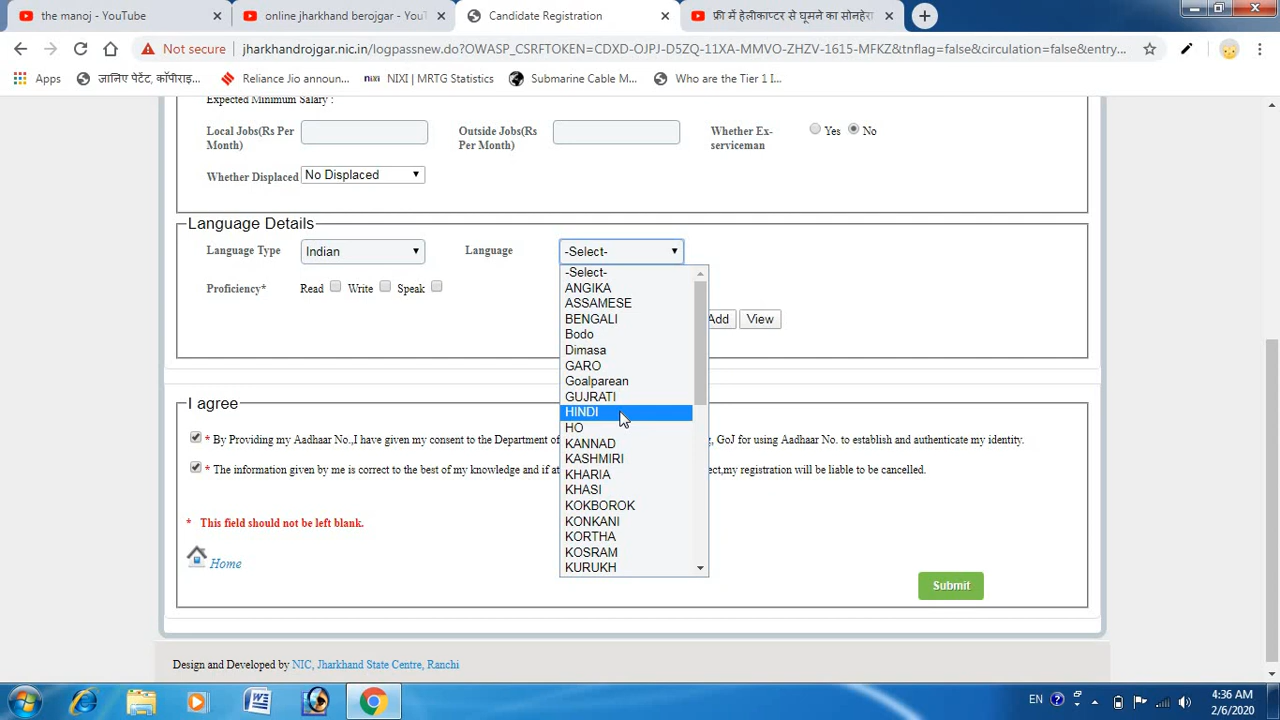 the manoj - YouTube
online jharkhand berojgar - YouT
Candidate Registration
फ्री में हेलीकाप्टर से घूमने का सोनहेरा
Not secure
jharkhandrojgar.nic.in/logpassnew.do?OWASP_CSRFTOKEN=CDXD-OJPJ-D5ZQ-11XA-MMVO-ZHZV-1615-MFKZ&tnflag=false&circulation=false&entry...
Apps
जानिए पेटेंट, कॉपीराइ...
Reliance Jio announ...
nixi
NIXI | MRTG Statistics
Submarine Cable M...
Who are the Tier 1 I...
Expected Minimum Salary :
Local Jobs(Rs Per Month)
Outside Jobs(Rs Per Month)
Whether Ex-serviceman
Yes
No
Whether Displaced
No Displaced
Language Details
Language Type
Indian
Language
-Select-
Proficiency*
Read
Write
Speak
-Select-
ANGIKA
ASSAMESE
BENGALI
Bodo
Dimasa
GARO
Goalparean
GUJRATI
HINDI
HO
KANNAD
KASHMIRI
KHARIA
KHASI
KOKBOROK
KONKANI
KORTHA
KOSRAM
KURUKH
Add
View
I agree
* By Providing my Aadhaar No.,I have given my consent to the Department of
, GoJ for using Aadhaar No. to establish and authenticate my identity.
* The information given by me is correct to the best of my knowledge and if at
ect,my registration will be liable to be cancelled.
* This field should not be left blank.
Home
Submit
Design and Developed by NIC, Jharkhand State Centre, Ranchi
EN
4:36 AM
2/6/2020